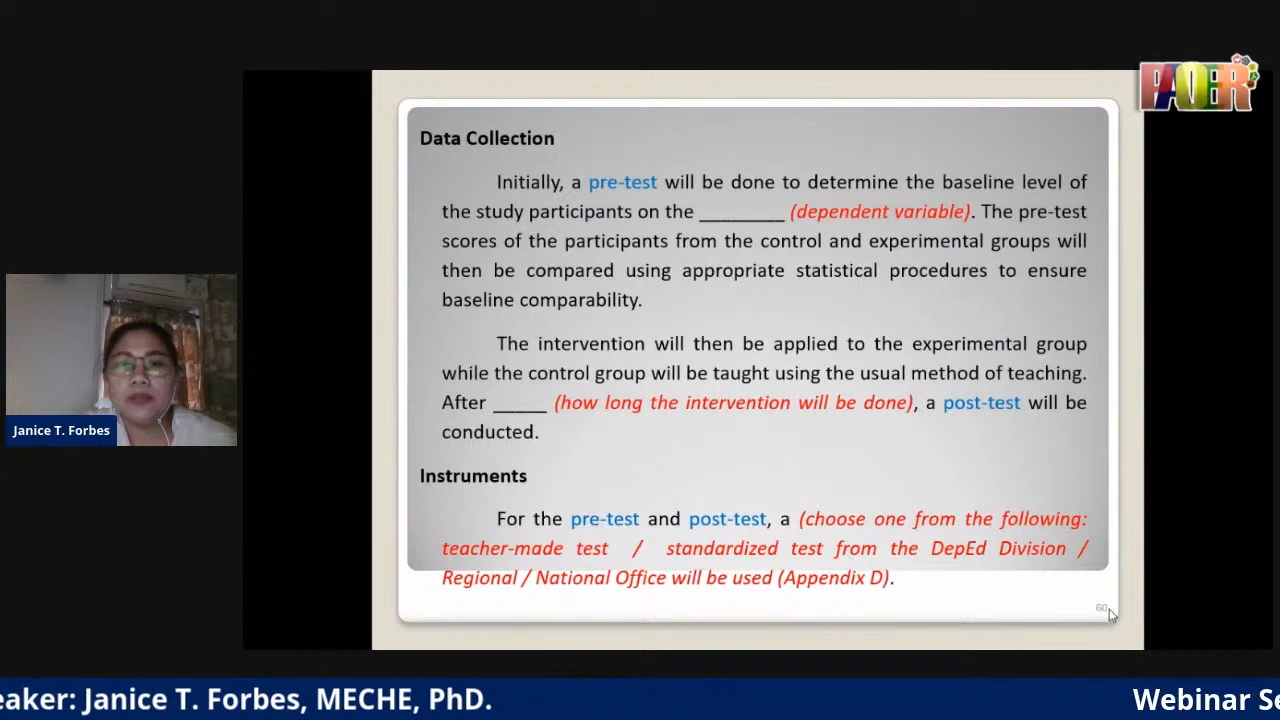 PAOER
Data Collection
Initially, a pre-test will be done to determine the baseline level of
the study participants on the ________ (dependent variable). The pre-test
scores of the participants from the control and experimental groups will
then be compared using appropriate statistical procedures to ensure
baseline comparability.
The intervention will then be applied to the experimental group
while the control group will be taught using the usual method of teaching.
After _____ (how long the intervention will be done), a post-test will be
conducted.
Instruments
For the pre-test and post-test, a (choose one from the following:
teacher-made test / standardized test from the DepEd Division /
Regional / National Office will be used (Appendix D).
60
Janice T. Forbes
eaker: Janice T. Forbes, MECHE, PhD.
Webinar Se